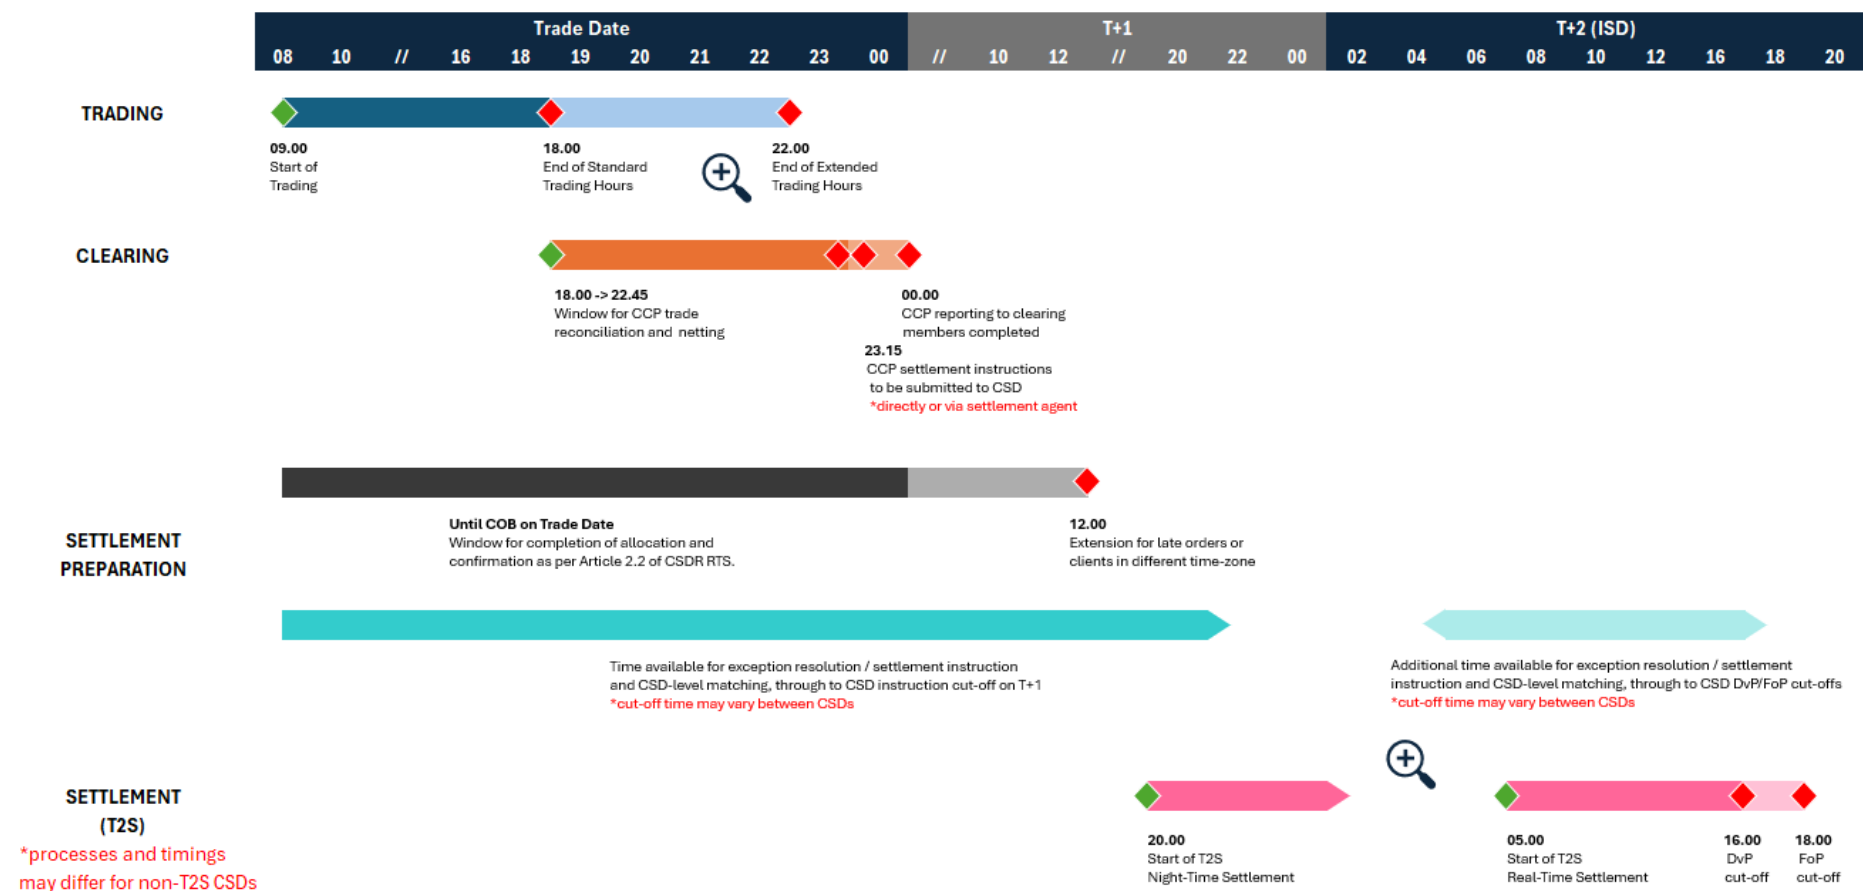 Trade Date T+1 T+2 (ISD)
08 10 // 16 18 19 20 21 22 23 00 // 10 12 // 20 22 00 02 04 06 08 10 12 16 18 20
TRADING
09.00
Start of
Trading
18.00
End of Standard
Trading Hours
22.00
End of Extended
Trading Hours
CLEARING
18.00 -> 22.45
Window for CCP trade
reconciliation and netting
00.00
CCP reporting to clearing
members completed
23.15
CCP settlement instructions
to be submitted to CSD
*directly or via settlement agent
SETTLEMENT
PREPARATION
Until COB on Trade Date
Window for completion of allocation and
confirmation as per Article 2.2 of CSDR RTS.
12.00
Extension for late orders or
clients in different time-zone
Time available for exception resolution / settlement instruction
and CSD-level matching, through to CSD instruction cut-off on T+1
*cut-off time may vary between CSDs
Additional time available for exception resolution / settlement
instruction and CSD-level matching, through to CSD DvP/FoP cut-offs
*cut-off time may vary between CSDs
SETTLEMENT
(T2S)
*processes and timings
may differ for non-T2S CSDs
20.00
Start of T2S
Night-Time Settlement
05.00
Start of T2S
Real-Time Settlement
16.00
DvP
cut-off
18.00
FoP
cut-off